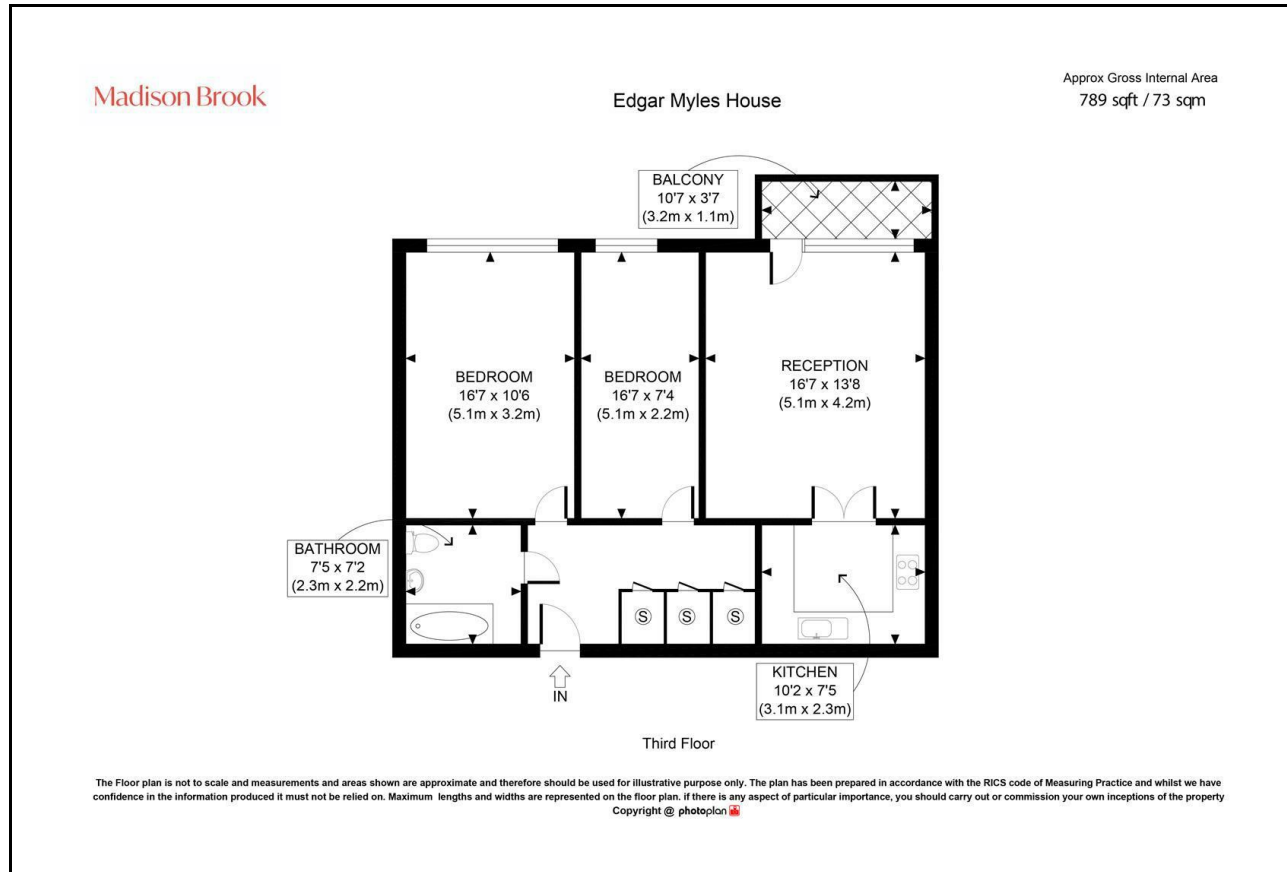 Madison Brook
Edgar Myles House
Approx Gross Internal Area
789 sqft / 73 sqm
BALCONY
10'7 x 3'7
(3.2m x 1.1m)
BEDROOM
16'7 x 10'6
(5.1m x 3.2m)
BEDROOM
16'7 x 7'4
(5.1m x 2.2m)
RECEPTION
16'7 x 13'8
(5.1m x 4.2m)
BATHROOM
7'5 x 7'2
(2.3m x 2.2m)
S
S
S
KITCHEN
10'2 x 7'5
(3.1m x 2.3m)
IN
Third Floor
The Floor plan is not to scale and measurements and areas shown are approximate and therefore should be used for illustrative purpose only. The plan has been prepared in accordance with the RICS code of Measuring Practice and whilst we have
confidence in the information produced it must not be relied on. Maximum lengths and widths are represented on the floor plan. if there is any aspect of particular importance, you should carry out or commission your own inceptions of the property
Copyright @ photoplan